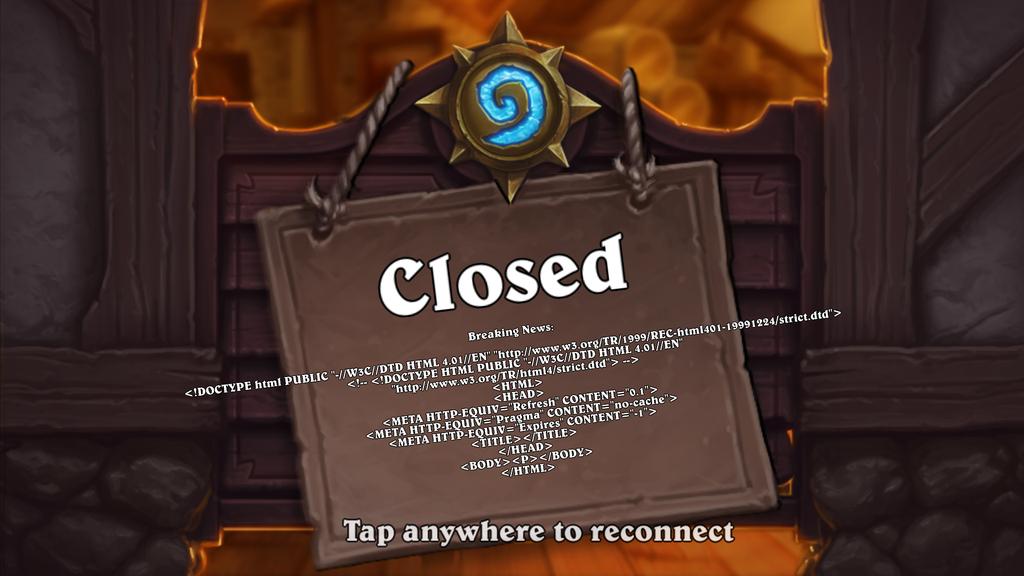 Closed
Breaking News:
<!DOCTYPE html PUBLIC "-//W3C//DTD HTML 4.01//EN" "http://www.w3.org/TR/1999/REC-html401-19991224/strict.dtd">
<!-- <!DOCTYPE HTML PUBLIC "-//W3C//DTD HTML 4.01//EN"
"http://www.w3.org/TR/html4/strict.dtd"> -->
<HTML>
<HEAD>
<META HTTP-EQUIV="Refresh" CONTENT="0.1">
<META HTTP-EQUIV="Pragma" CONTENT="no-cache">
<META HTTP-EQUIV="Expires" CONTENT="-1">
<TITLE></TITLE>
</HEAD>
<BODY><P></BODY>
</HTML>
Tap anywhere to reconnect